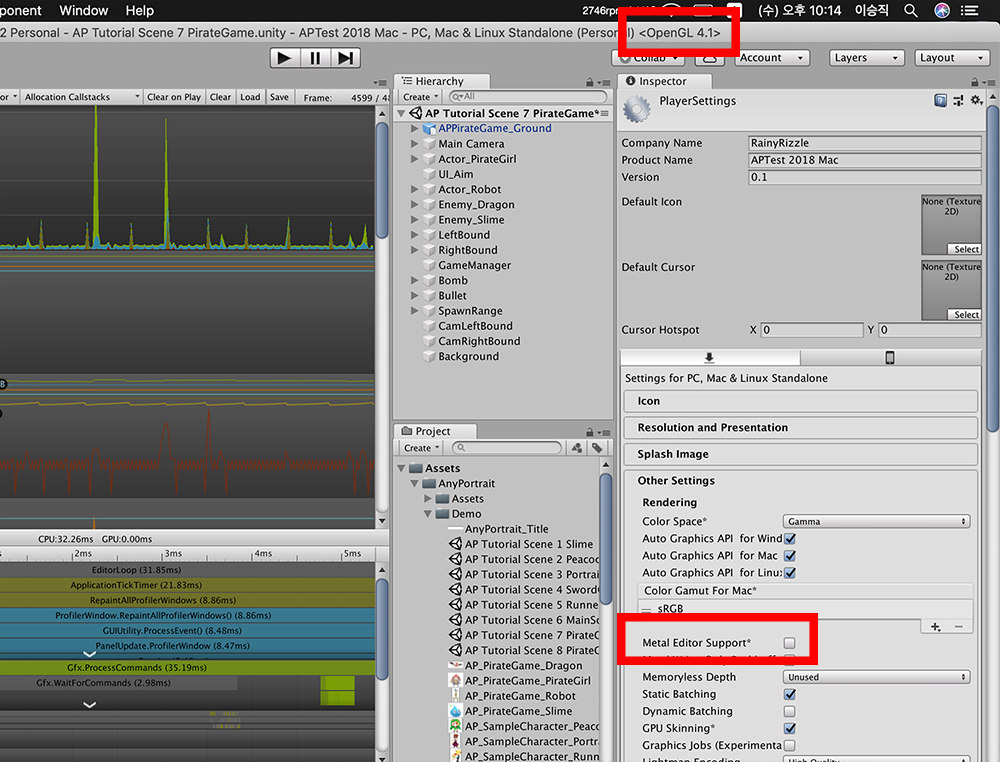 ponent Window Help
2746rpm
(수) 오후 10:14 이승직
2 Personal - AP Tutorial Scene 7 PirateGame.unity - APTest 2018 Mac - PC, Mac & Linux Standalone (Personal) <OpenGL 4.1>
Collab Account Layers Layout
or Allocation Callstacks Clear on Play Clear Load Save Frame: 4599 / 4
B
CPU:32.26ms GPU:0.00ms
2ms 3ms 4ms 5ms
EditorLoop (31.85ms)
ApplicationTickTimer (21.83ms)
RepaintAllProfilerWindows (8.86ms)
ProfilerWindow.RepaintAllProfilerWindows() (8.86ms)
GUIUtility.ProcessEvent() (8.48ms)
PanelUpdate.ProfilerWindow (8.47ms)
Gfx.ProcessCommands (35.19ms)
Gfx.WaitForCommands (2.98ms)
Hierarchy
Create All
AP Tutorial Scene 7 PirateGame*
APPirateGame_Ground
Main Camera
Actor_PirateGirl
UI_Aim
Actor_Robot
Enemy_Dragon
Enemy_Slime
LeftBound
RightBound
GameManager
Bomb
Bullet
SpawnRange
CamLeftBound
CamRightBound
Background
Project
Create
Assets
AnyPortrait
Assets
Demo
AnyPortrait_Title
AP Tutorial Scene 1 Slime
AP Tutorial Scene 2 Peacoc
AP Tutorial Scene 3 Portrai
AP Tutorial Scene 4 Sword
AP Tutorial Scene 5 Runne
AP Tutorial Scene 6 MainSc
AP Tutorial Scene 7 PirateC
AP Tutorial Scene 8 PirateC
AP_PirateGame_Dragon
AP_PirateGame_PirateGirl
AP_PirateGame_Robot
AP_PirateGame_Slime
AP_SampleCharacter_Peaco
AP_SampleCharacter_Portra
AP_SampleCharacter_Runn
Inspector
PlayerSettings
Company Name RainyRizzle
Product Name APTest 2018 Mac
Version 0.1
Default Icon
None (Texture 2D)
Select
Default Cursor
None (Texture 2D)
Select
Cursor Hotspot X 0 Y 0
Settings for PC, Mac & Linux Standalone
Icon
Resolution and Presentation
Splash Image
Other Settings
Rendering
Color Space* Gamma
Auto Graphics API for Wind
Auto Graphics API for Mac
Auto Graphics API for Linux
Color Gamut For Mac*
sRGB
Metal Editor Support*
Memoryless Depth Unused
Static Batching
Dynamic Batching
GPU Skinning*
Graphics Jobs (Experimenta
Lightmap Encoding High Quality